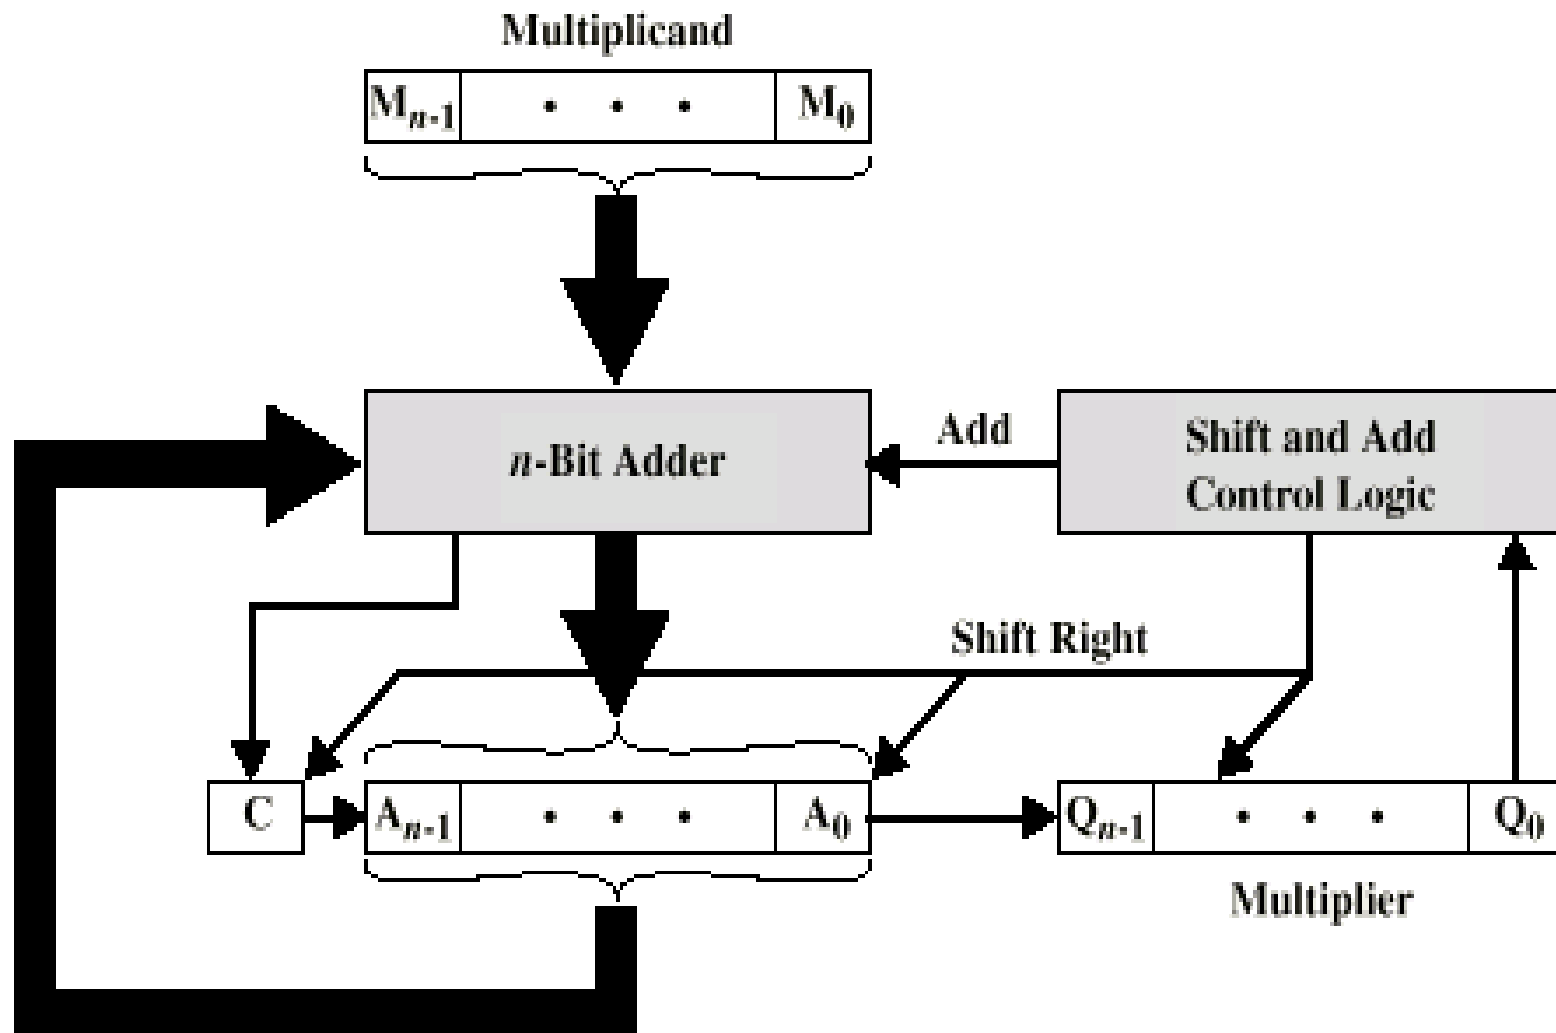 Multiplicand
Mn-1 • • • M0
n-Bit Adder
Add
Shift and Add
Control Logic
Shift Right
C
An-1 • • • A0
Qn-1 • • • Q0
Multiplier